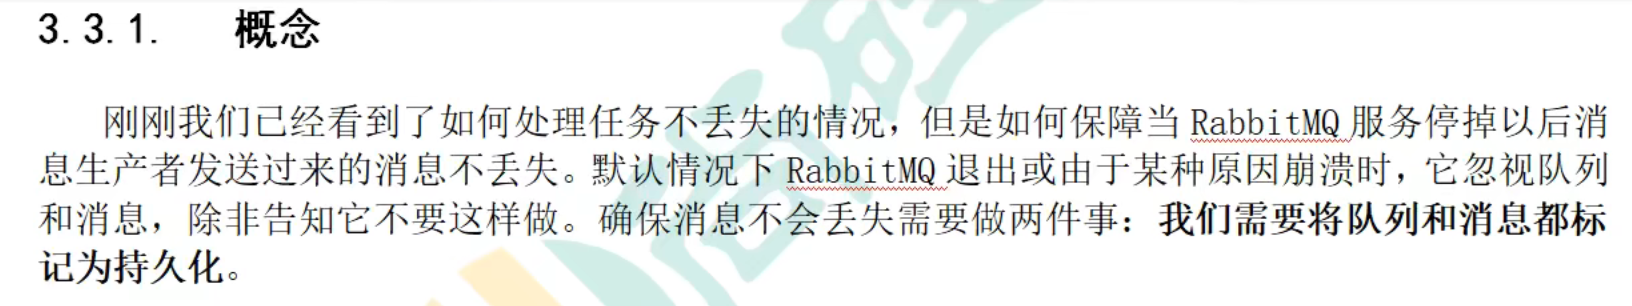 3.3.1. 概念
刚刚我们已经看到了如何处理任务不丢失的情况，但是如何保障当 RabbitMQ 服务停掉以后消
息生产者发送过来的消息不丢失。默认情况下 RabbitMQ 退出或由于某种原因崩溃时，它忽视队列
和消息，除非告知它不要这样做。确保消息不会丢失需要做两件事：我们需要将队列和消息都标
记为持久化。